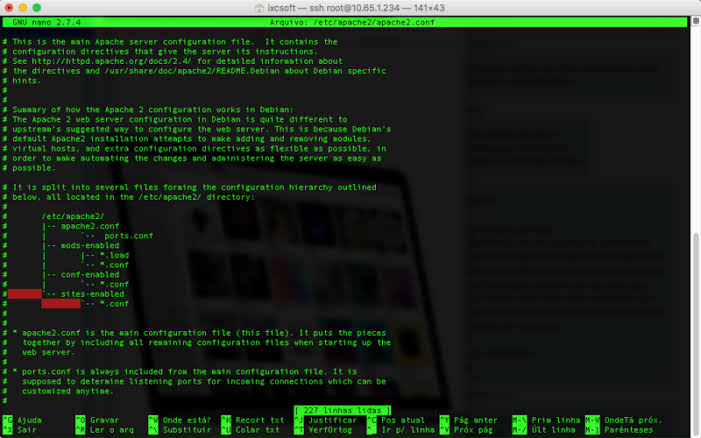 ixcsoft — ssh root@10.65.1.234 — 141×43
GNU nano 2.7.4 Arquivo: /etc/apache2/apache2.conf
# This is the main Apache server configuration file.  It contains the
# configuration directives that give the server its instructions.
# See http://httpd.apache.org/docs/2.4/ for detailed information about
# the directives and /usr/share/doc/apache2/README.Debian about Debian specific
# hints.
#
#
# Summary of how the Apache 2 configuration works in Debian:
# The Apache 2 web server configuration in Debian is quite different to
# upstream's suggested way to configure the web server. This is because Debian's
# default Apache2 installation attempts to make adding and removing modules,
# virtual hosts, and extra configuration directives as flexible as possible, in
# order to make automating the changes and administering the server as easy as
# possible.

# It is split into several files forming the configuration hierarchy outlined
# below, all located in the /etc/apache2/ directory:
#
#       /etc/apache2/
#       |-- apache2.conf
#       |       `--  ports.conf
#       |-- mods-enabled
#       |       |-- *.load
#       |       `-- *.conf
#       |-- conf-enabled
#       |       `-- *.conf
#       `-- sites-enabled
#               `-- *.conf
#
#
# * apache2.conf is the main configuration file (this file). It puts the pieces
#   together by including all remaining configuration files when starting up the
#   web server.
#
# * ports.conf is always included from the main configuration file. It is
#   supposed to determine listening ports for incoming connections which can be
#   customized anytime.
#
[ 227 linhas lidas ]
^G Ajuda ^O Gravar ^W Onde está? ^K Recort txt ^J Justificar ^C Pos atual ^Y Pág anter M-\ Prim linha M-W OndeTá próx.
^X Sair ^R Ler o arq ^\ Substituir ^U Colar txt ^T VerfOrtog ^_ Ir p/ linha ^V Próx pág M-/ Últ linha M-] Parênteses